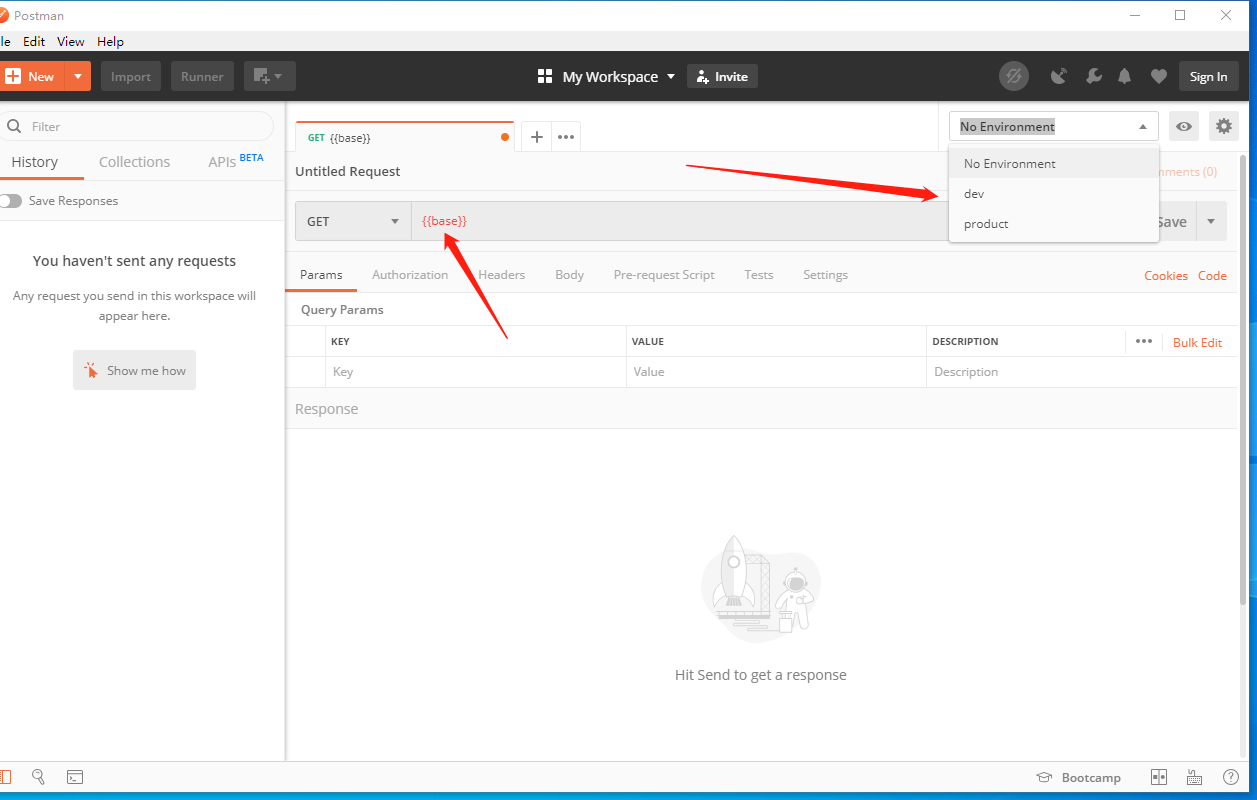 Postman
le Edit View Help
New Import Runner My Workspace Invite Sign In
Filter
History Collections APIs BETA
Save Responses
You haven't sent any requests
Any request you send in this workspace will
appear here.
Show me how
GET {{base}}
No Environment
No Environment
dev
product
Untitled Request
mments (0)
GET {{base}} Save
Params Authorization Headers Body Pre-request Script Tests Settings Cookies Code
Query Params
KEY VALUE DESCRIPTION Bulk Edit
Key Value Description
Response
Hit Send to get a response
Bootcamp